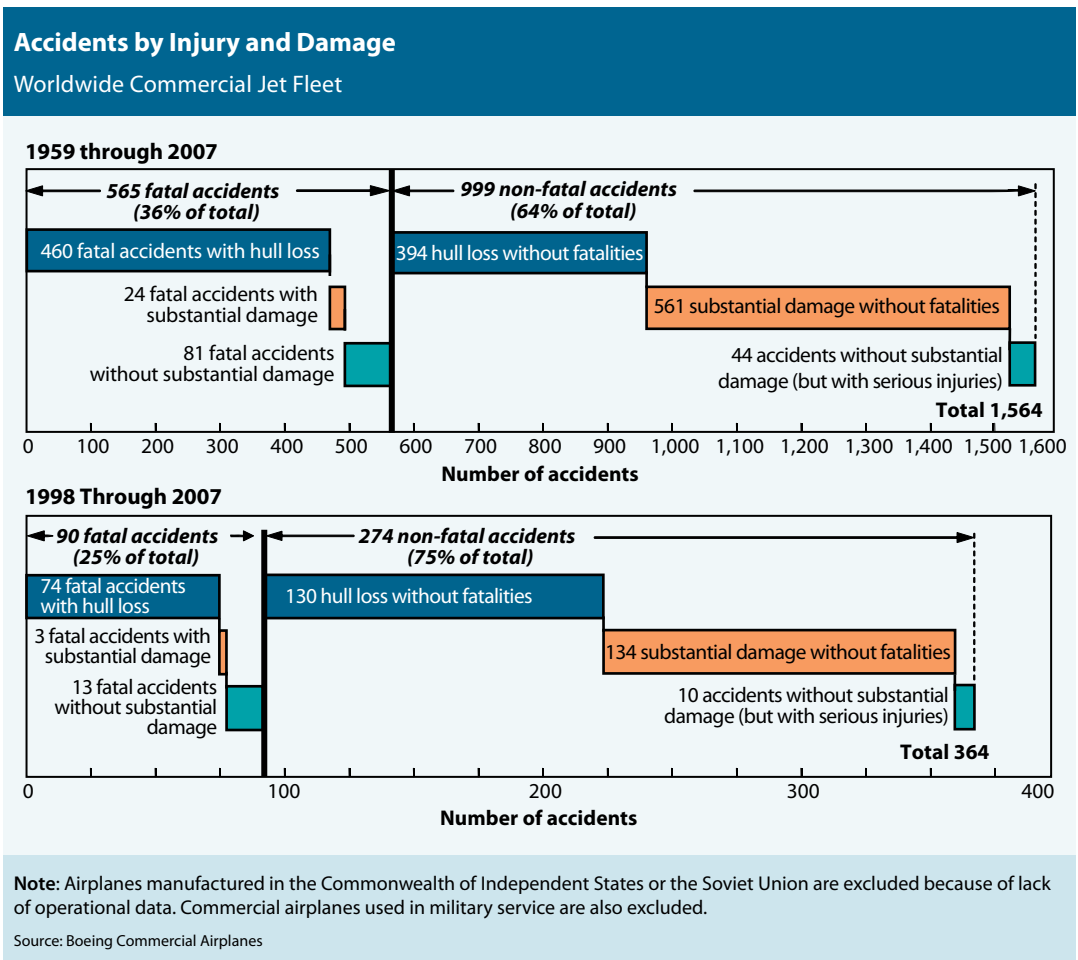 Accidents by Injury and Damage
Worldwide Commercial Jet Fleet
1959 through 2007
565 fatal accidents
(36% of total)
999 non-fatal accidents
(64% of total)
460 fatal accidents with hull loss
394 hull loss without fatalities
24 fatal accidents with
substantial damage
561 substantial damage without fatalities
81 fatal accidents
without substantial damage
44 accidents without substantial
damage (but with serious injuries)
Total 1,564
0 100 200 300 400 500 600 700 800 900 1,000 1,100 1,200 1,300 1,400 1,500 1,600
Number of accidents
1998 Through 2007
90 fatal accidents
(25% of total)
274 non-fatal accidents
(75% of total)
74 fatal accidents
with hull loss
130 hull loss without fatalities
3 fatal accidents with
substantial damage
134 substantial damage without fatalities
13 fatal accidents
without substantial
damage
10 accidents without substantial
damage (but with serious injuries)
Total 364
0 100 200 300 400
Number of accidents
Note: Airplanes manufactured in the Commonwealth of Independent States or the Soviet Union are excluded because of lack
of operational data. Commercial airplanes used in military service are also excluded.
Source: Boeing Commercial Airplanes